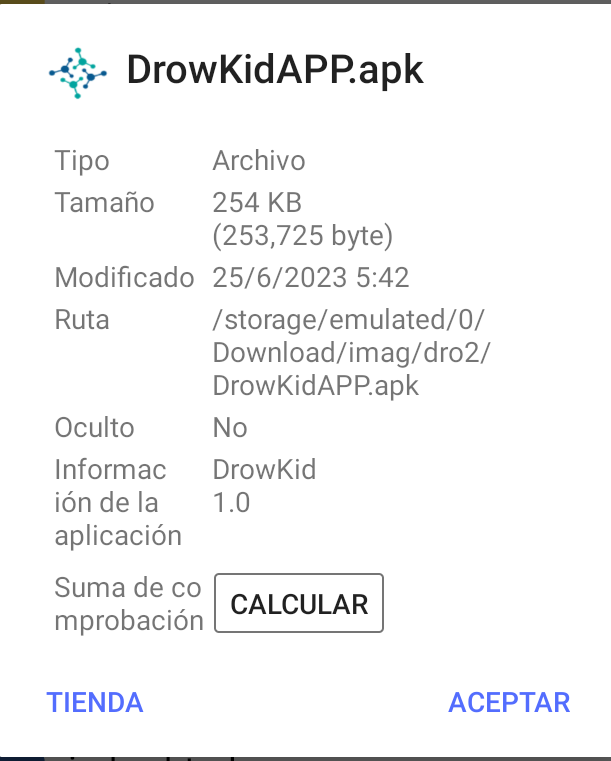 DrowKidAPP.apk
Tipo Archivo
Tamaño 254 KB
(253,725 byte)
Modificado 25/6/2023 5:42
Ruta /storage/emulated/0/
Download/imag/dro2/
DrowKidAPP.apk
Oculto No
Informac DrowKid
ión de la 1.0
aplicación
Suma de co
mprobación CALCULAR
TIENDA ACEPTAR